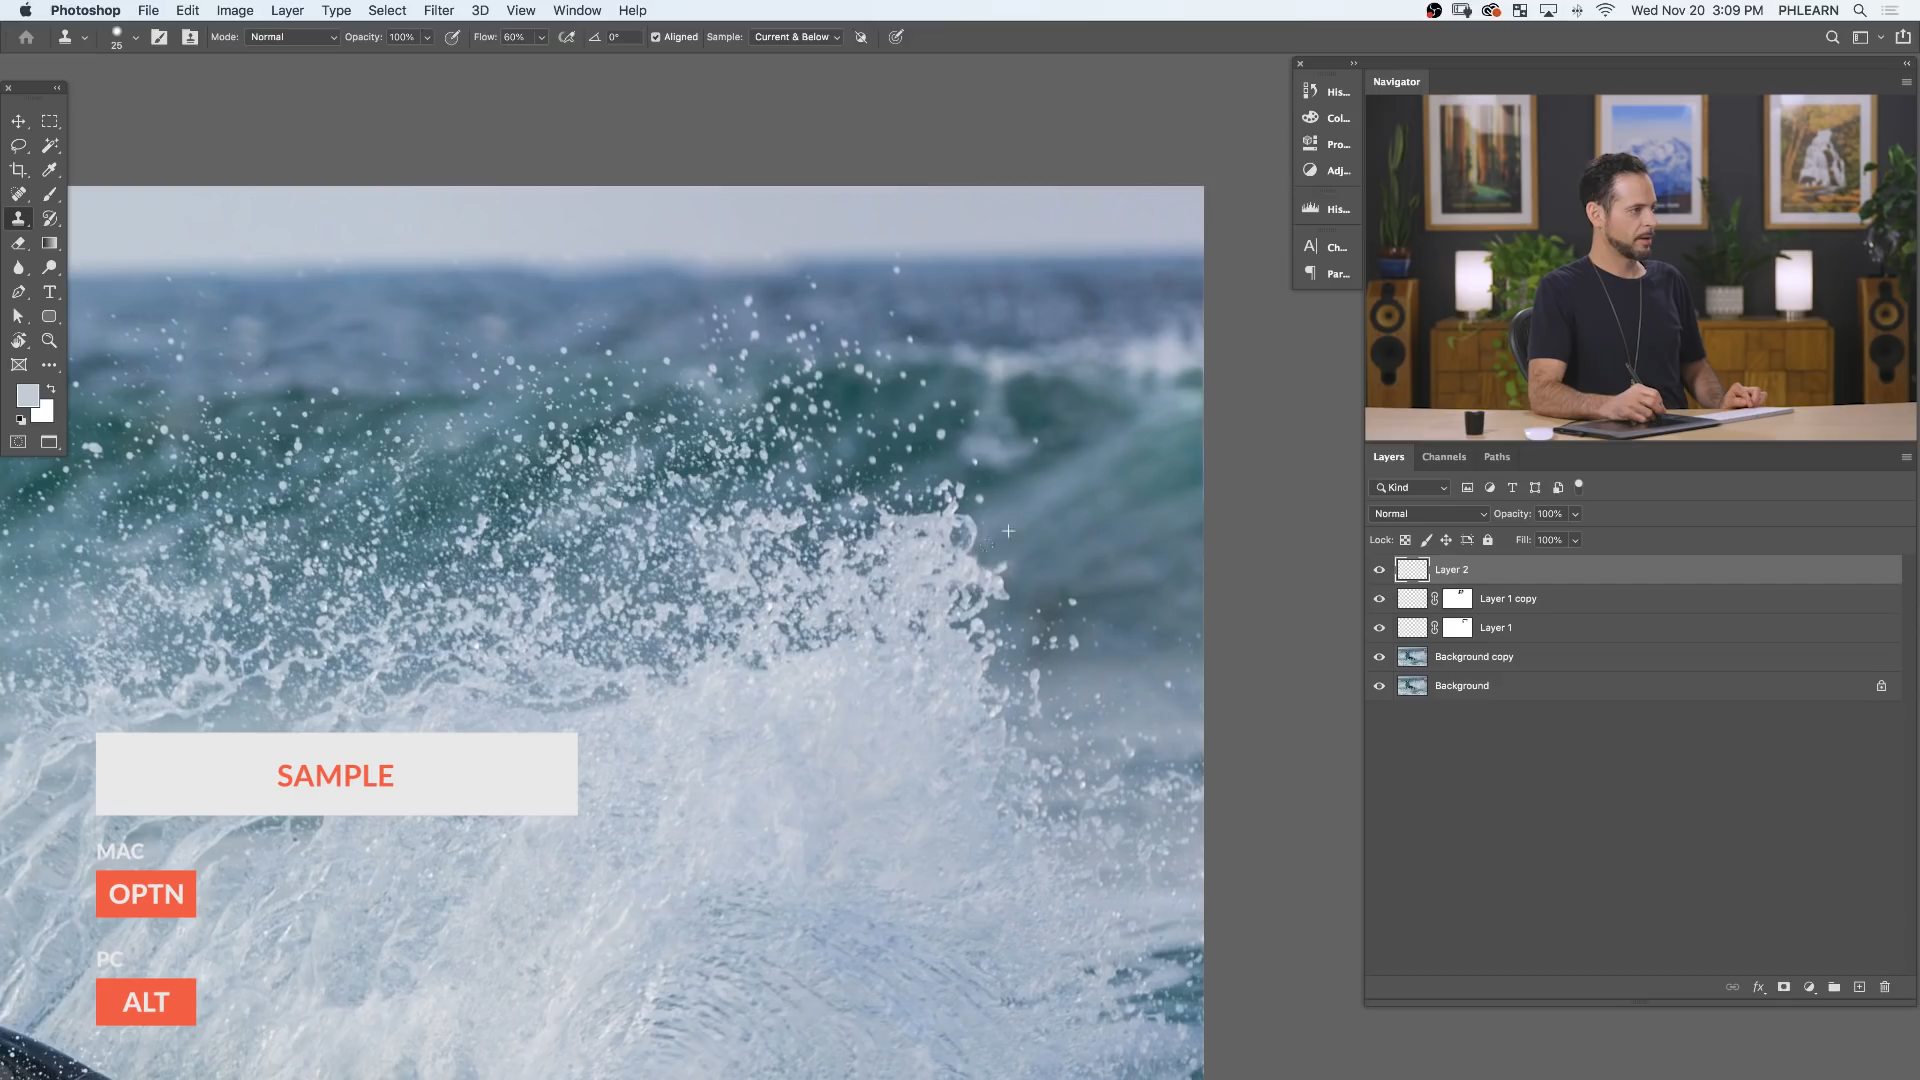 Photoshop File Edit Image Layer Type Select Filter 3D View Window Help Wed Nov 20 3:09 PM PHLEARN
25 Mode: Normal Opacity: 100% Flow: 60% 0° Aligned Sample: Current & Below
Navigator
His...
Col...
Pro...
Adj...
His...
Ch...
Par...
Layers Channels Paths
Kind
Normal Opacity: 100%
Lock: Fill: 100%
Layer 2
Layer 1 copy
Layer 1
Background copy
Background
SAMPLE
MAC
OPTN
PC
ALT